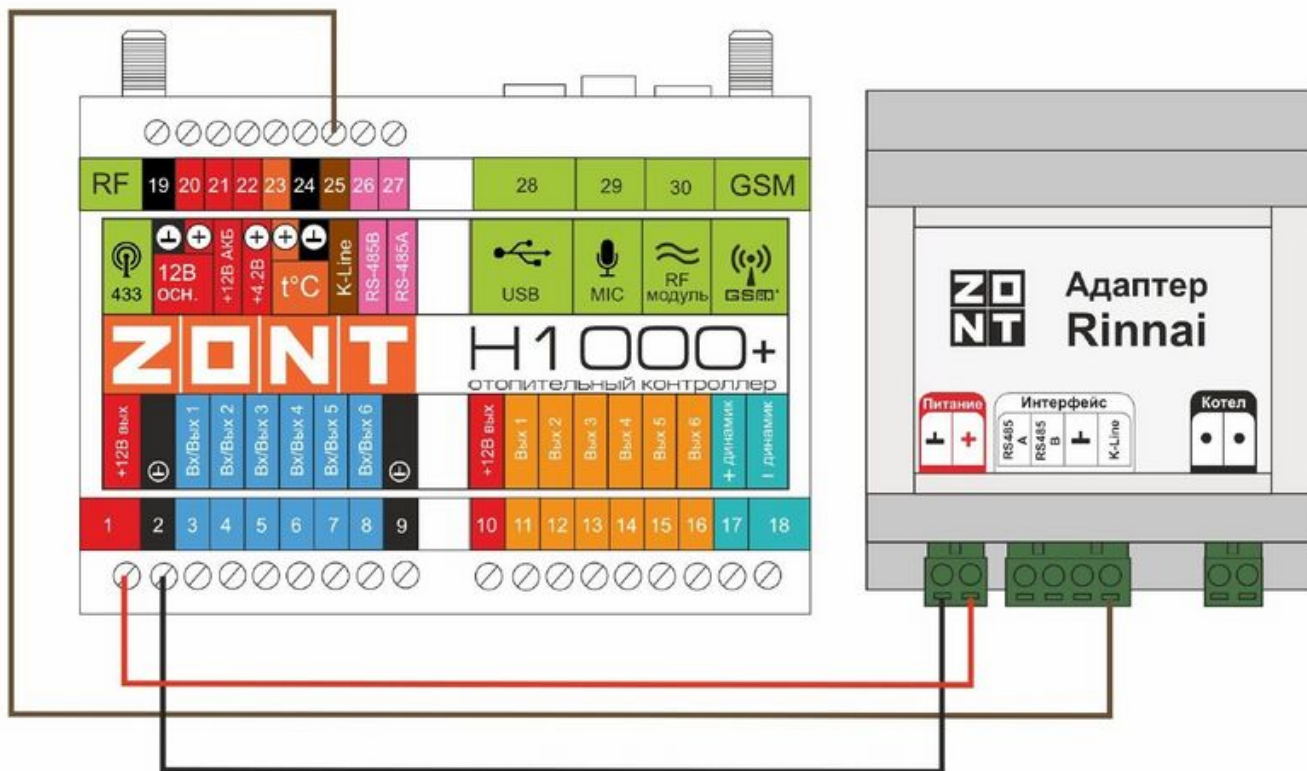 RF 19 20 21 22 23 24 25 26 27 28 29 30 GSM
433
12В
осн.
+12В АКБ
+4.2В
t°C
K-Line
RS-485B
RS-485A
USB
MIC
RF
модуль
GSM
ZONT
H1000+
отопительный контроллер
+12В вых
Вх/Вых 1
Вх/Вых 2
Вх/Вых 3
Вх/Вых 4
Вх/Вых 5
Вх/Вых 6
+12В вых
Вых 1
Вых 2
Вых 3
Вых 4
Вых 5
Вых 6
+ динамик
– динамик
1 2 3 4 5 6 7 8 9 10 11 12 13 14 15 16 17 18
ZO
NT
Адаптер
Rinnai
Питание
+
Интерфейс
RS485
A
RS485
B
K-Line
Котел